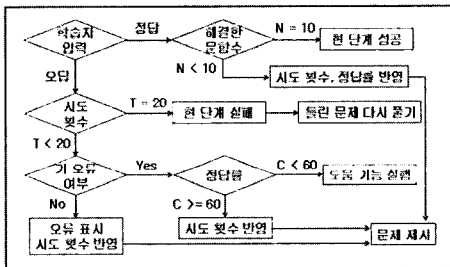 학습자 입력
정답
해결한 문항수
N = 10
현 단계 성공
오답
N < 10
시도 횟수, 정답률 반영
시도 횟수
T = 20
현 단계 실패
틀린 문제 다시 풀기
T < 20
기 오류 여부
Yes
정답률
C < 60
도움 기능 실행
No
C >= 60
오류 표시
시도 횟수 반영
시도 횟수 반영
문제 제시